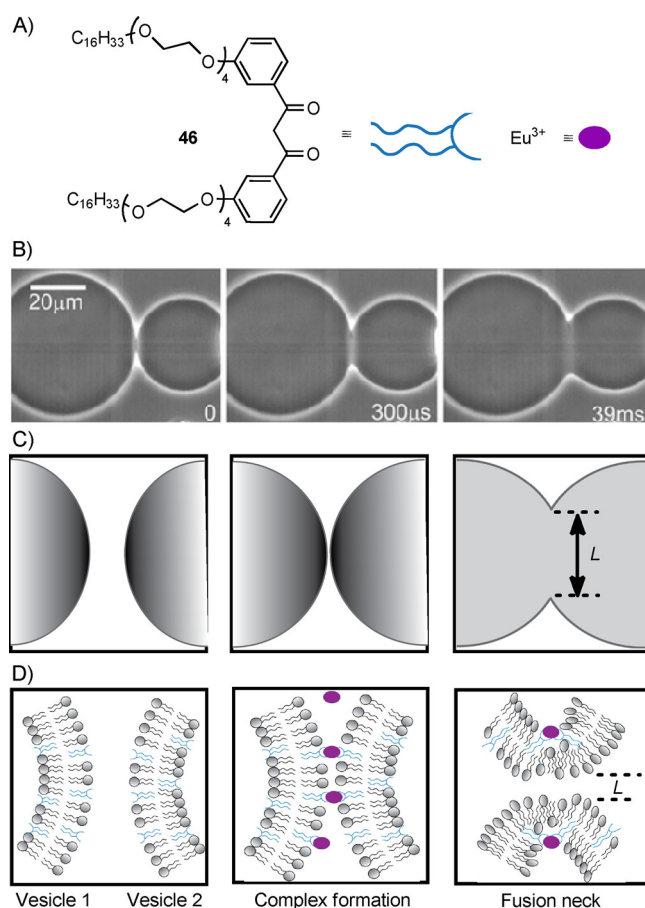 A)
C16H33 ( O O ) 4
O
46 ≡ Eu3+ ≡
O
C16H33 ( O O ) 4
B)
20μm
0 300μs 39ms
C)
L
D)
L
Vesicle 1 Vesicle 2 Complex formation Fusion neck